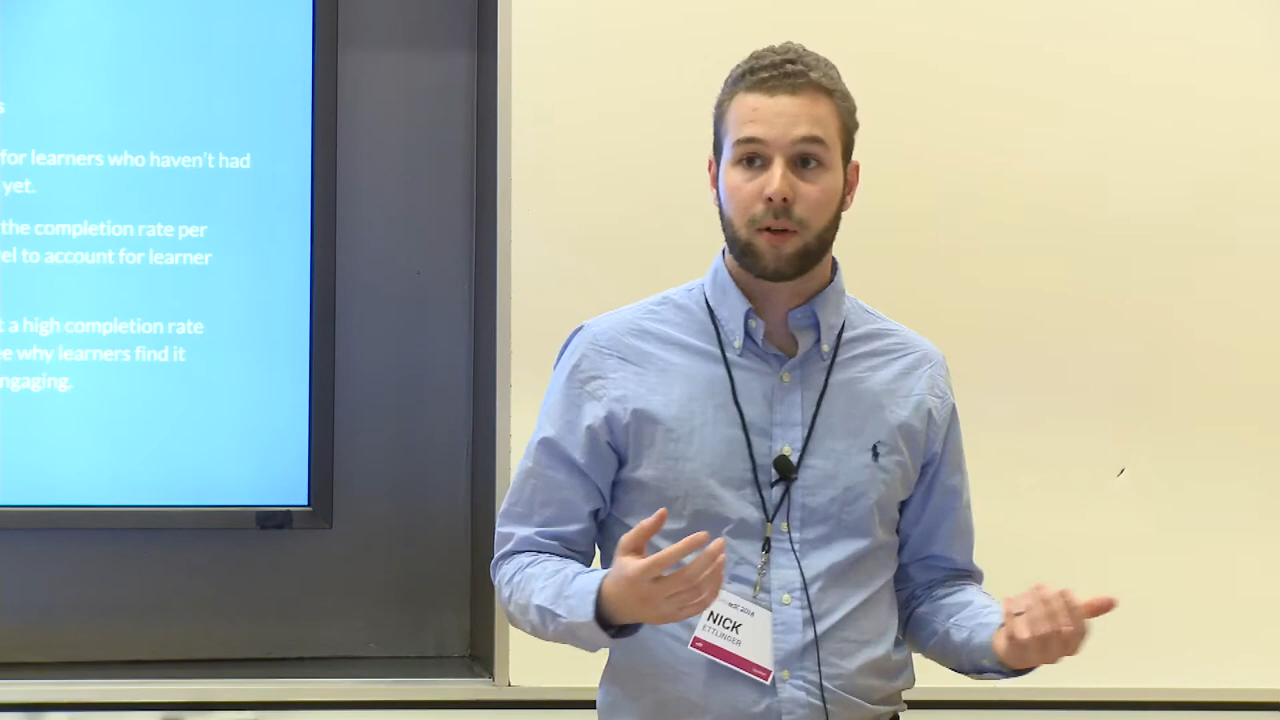 s
for learners who haven't had
yet.
the completion rate per
el to account for learner
a high completion rate
e why learners find it
ngaging.
2018
NICK
ETTLINGER